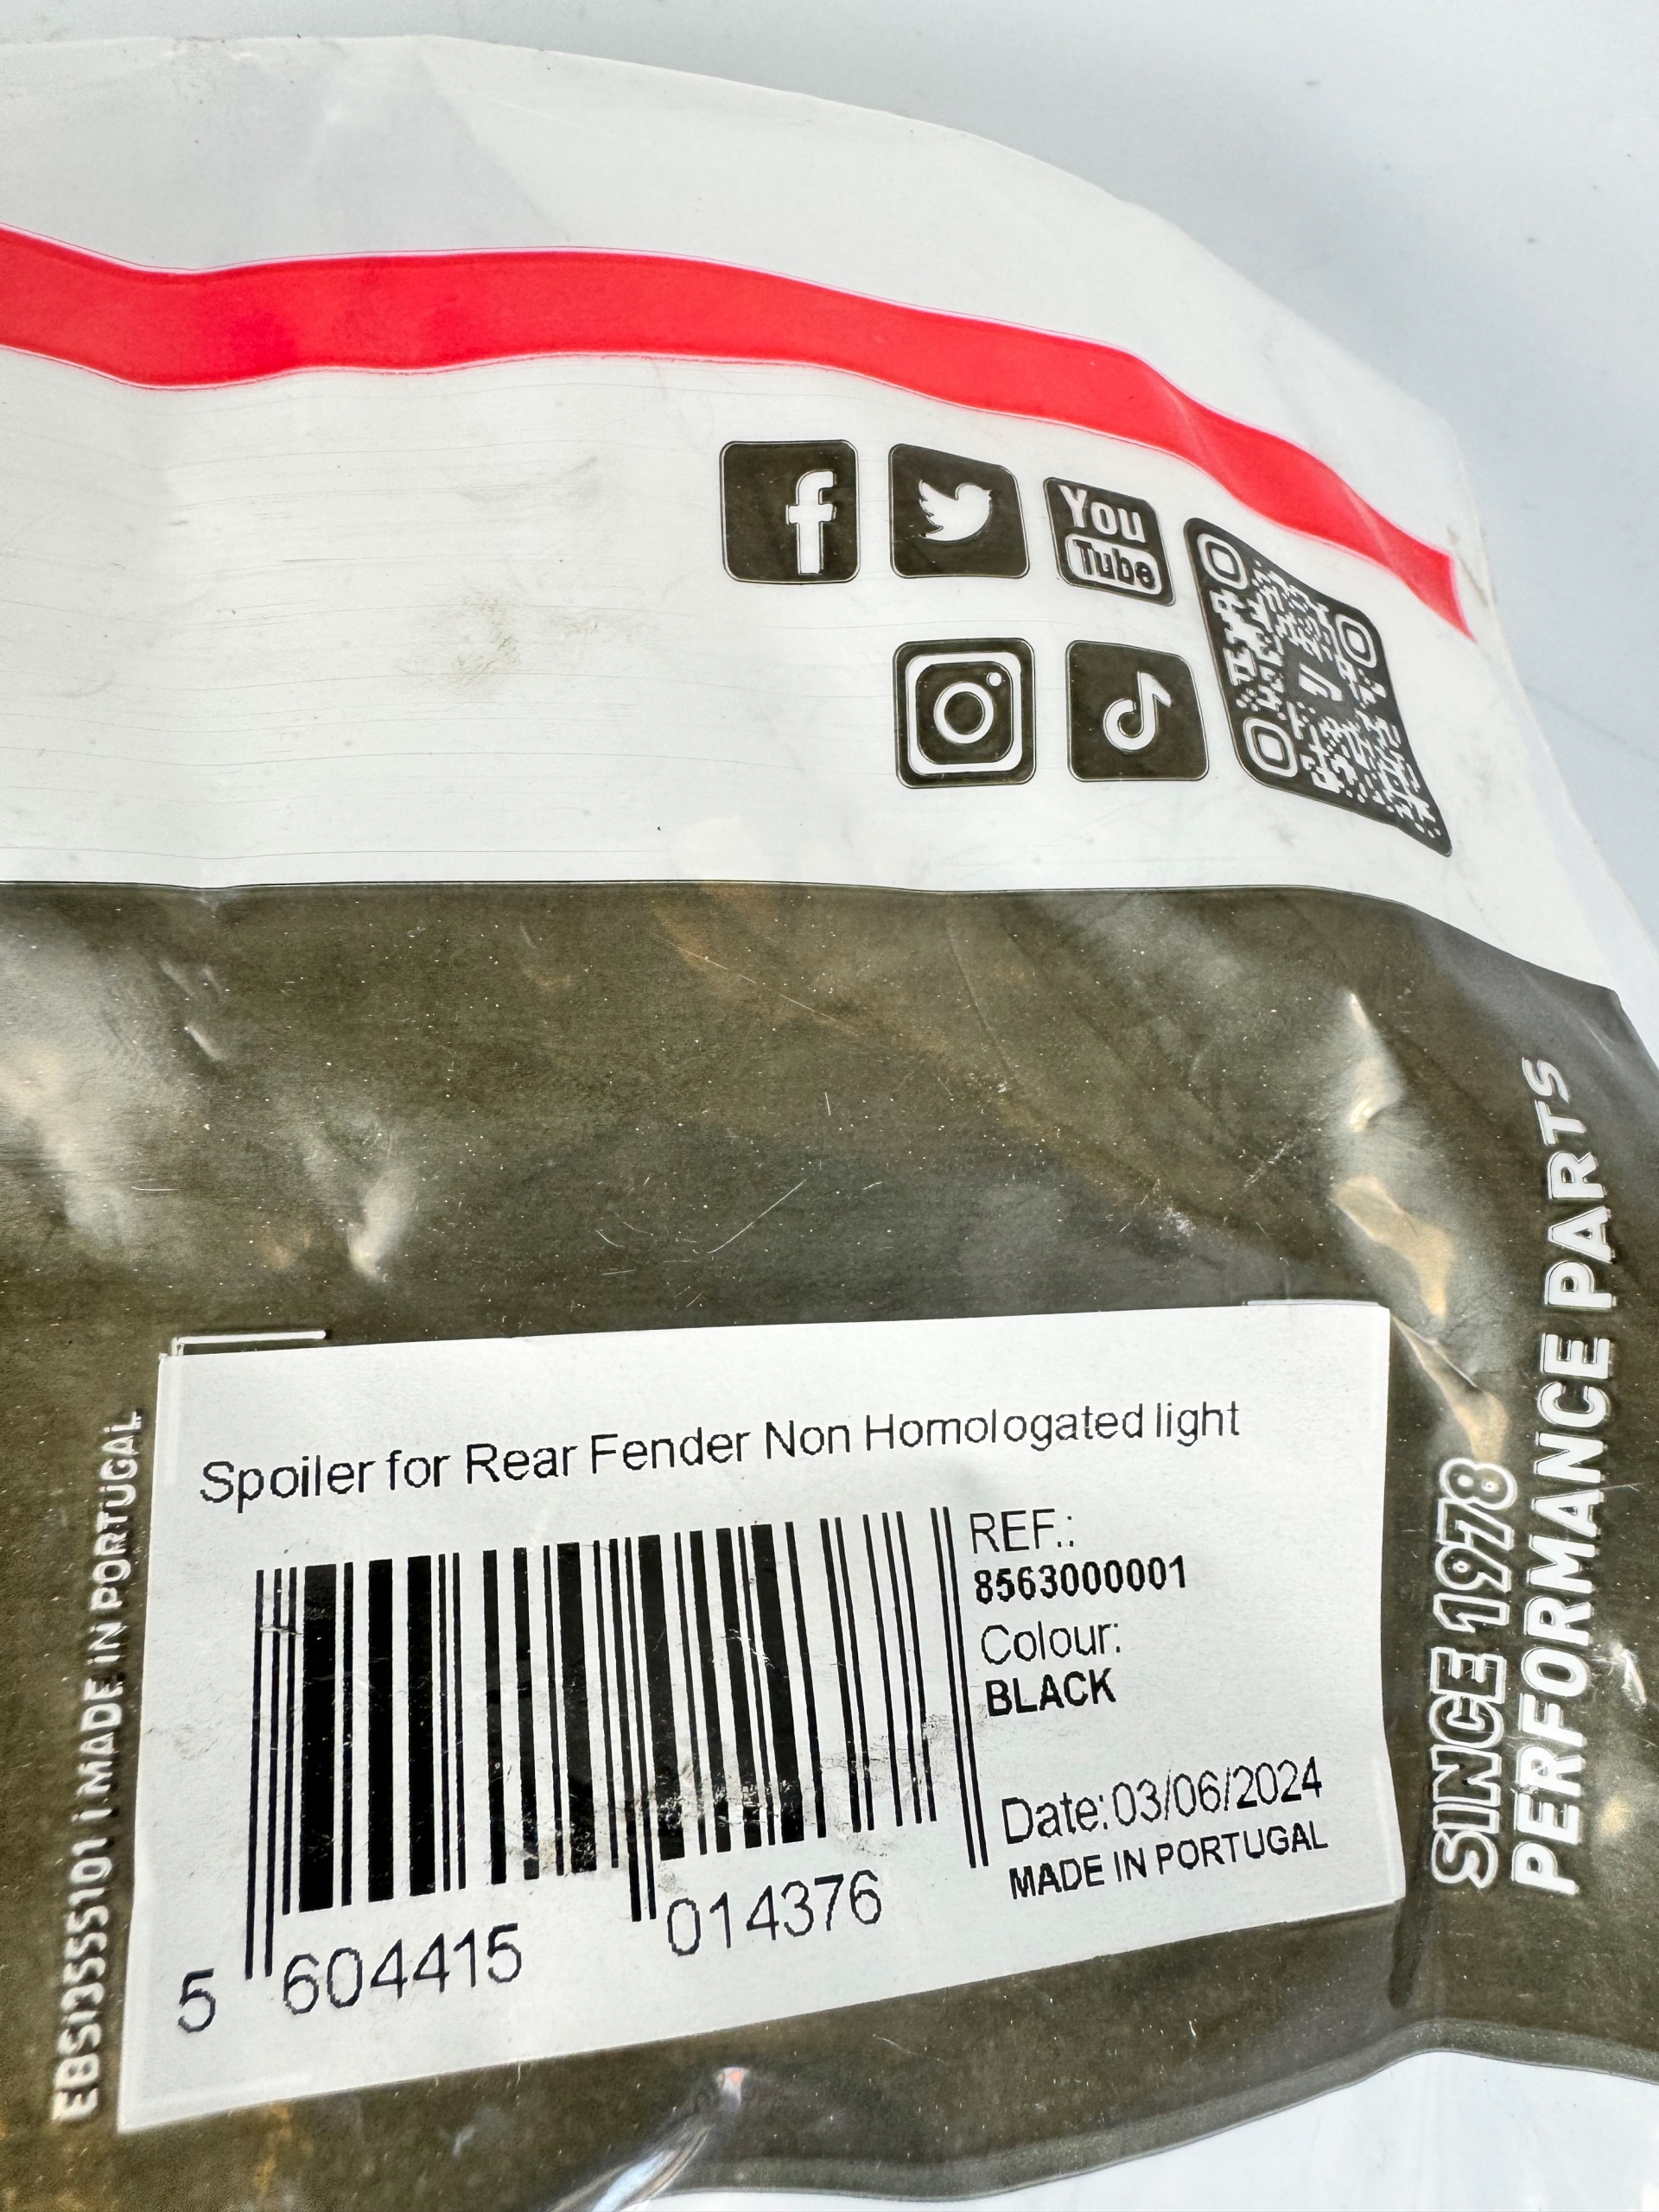 You
Tube
Spoiler for Rear Fender Non Homologated light
REF.:
8563000001
Colour:
BLACK
Date:03/06/2024
MADE IN PORTUGAL
5 604415 014376
EBS13555101 | MADE IN PORTUGAL
SINCE 1978
PERFORMANCE PARTS